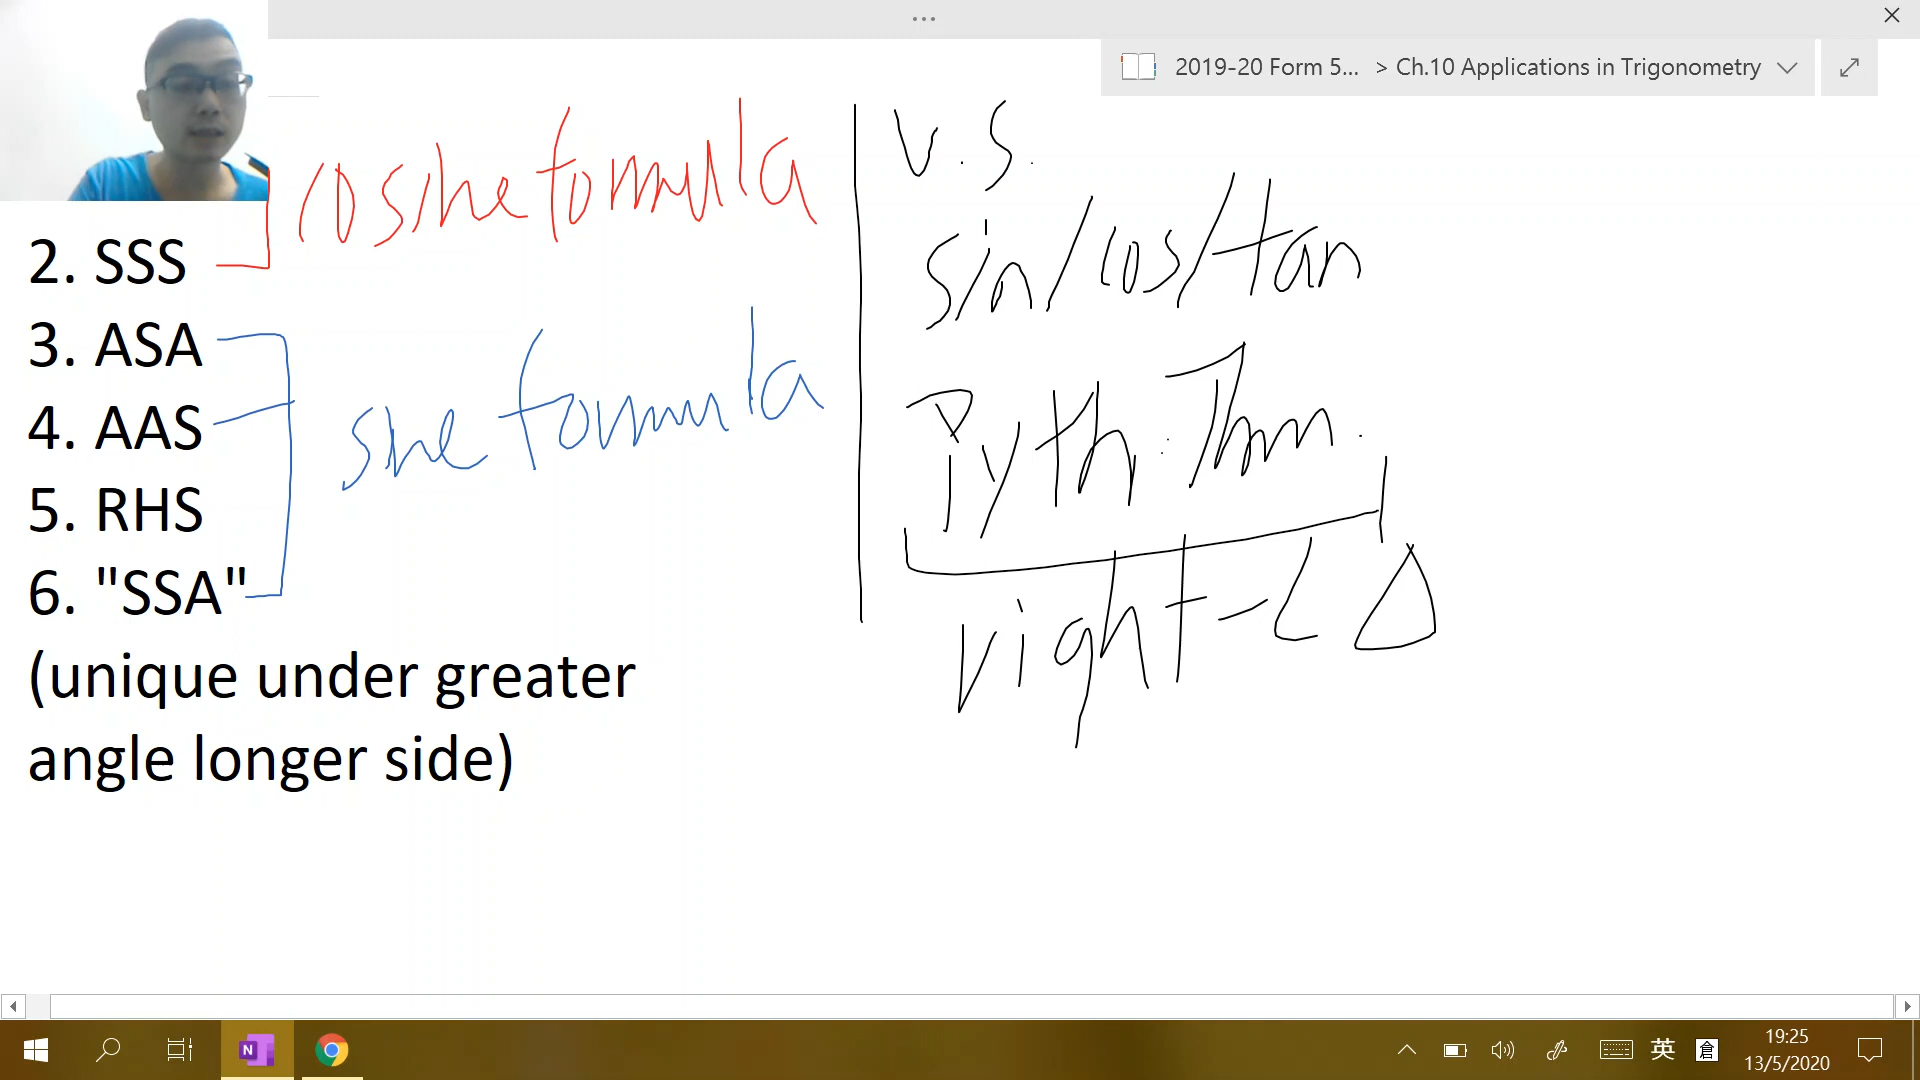 2019-20 Form 5... > Ch.10 Applications in Trigonometry
cosine formula
2. SSS
3. ASA
4. AAS
5. RHS
6. "SSA"
(unique under greater
angle longer side)
sine formula
v.s.
sin/cos/tan
Pyth. Thm.
right-∠ Δ
N
英
倉
19:25
13/5/2020